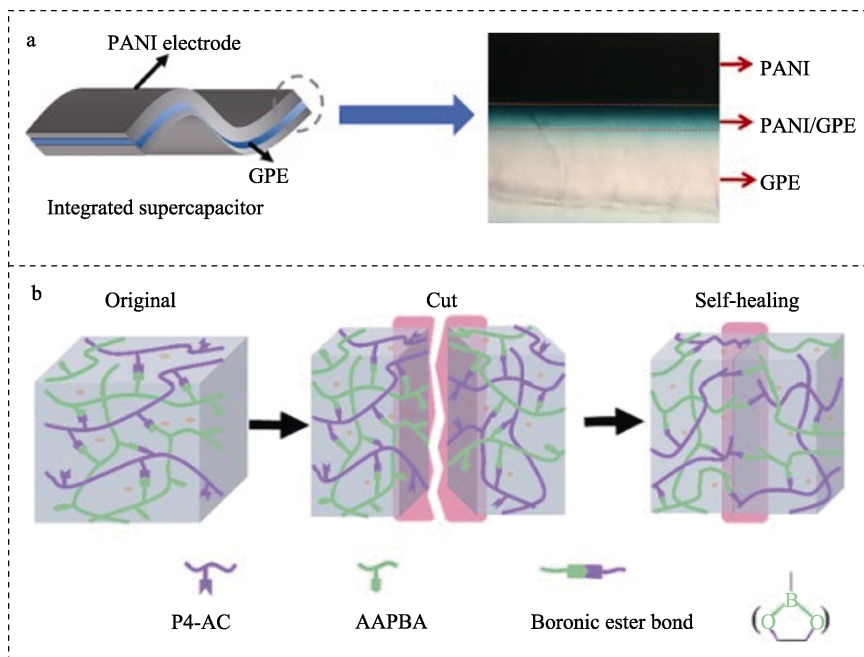 a
PANI electrode
GPE
Integrated supercapacitor
PANI
PANI/GPE
GPE
b
Original
Cut
Self-healing
P4-AC
AAPBA
Boronic ester bond
( B O O )